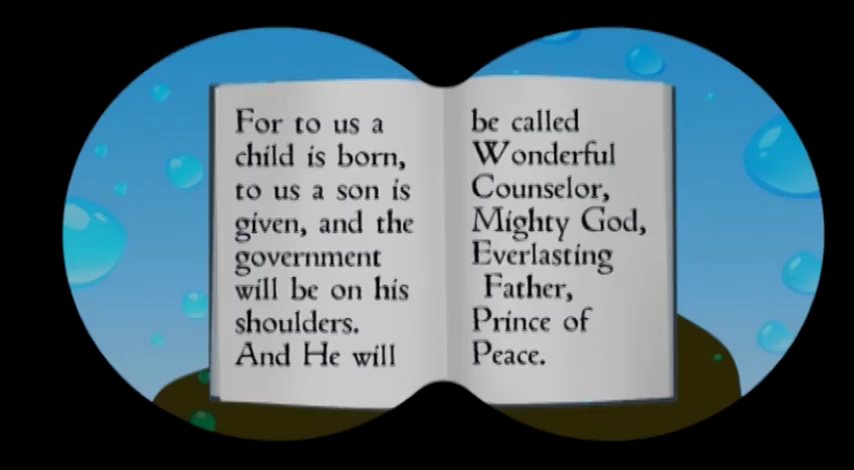 For to us a
child is born,
to us a son is
given, and the
government
will be on his
shoulders.
And He will
be called
Wonderful
Counselor,
Mighty God,
Everlasting
Father,
Prince of
Peace.